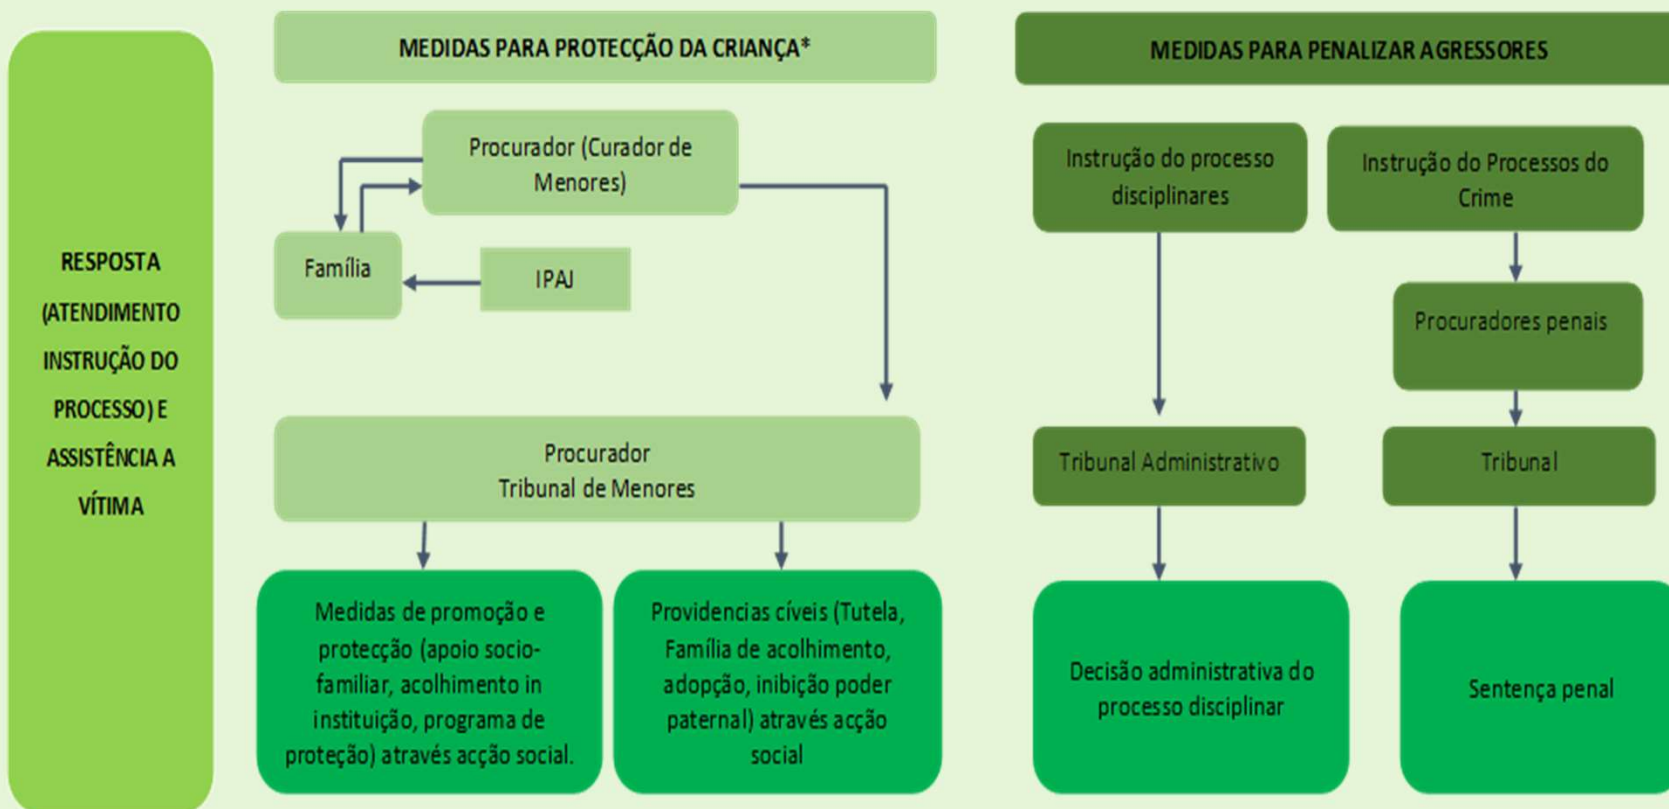 RESPOSTA
(ATENDIMENTO
INSTRUÇÃO DO
PROCESSO) E
ASSISTÊNCIA A
VÍTIMA
MEDIDAS PARA PROTECÇÃO DA CRIANÇA*
Procurador (Curador de
Menores)
Família
IPAJ
Procurador
Tribunal de Menores
Medidas de promoção e
protecção (apoio socio-
familiar, acolhimento in
instituição, programa de
proteção) através acção social.
Providencias cíveis (Tutela,
Família de acolhimento,
adopção, inibição poder
paternal) através acção
social
MEDIDAS PARA PENALIZAR AGRESSORES
Instrução do processo
disciplinares
Instrução do Processos do
Crime
Procuradores penais
Tribunal Administrativo
Tribunal
Decisão administrativa do
processo disciplinar
Sentença penal